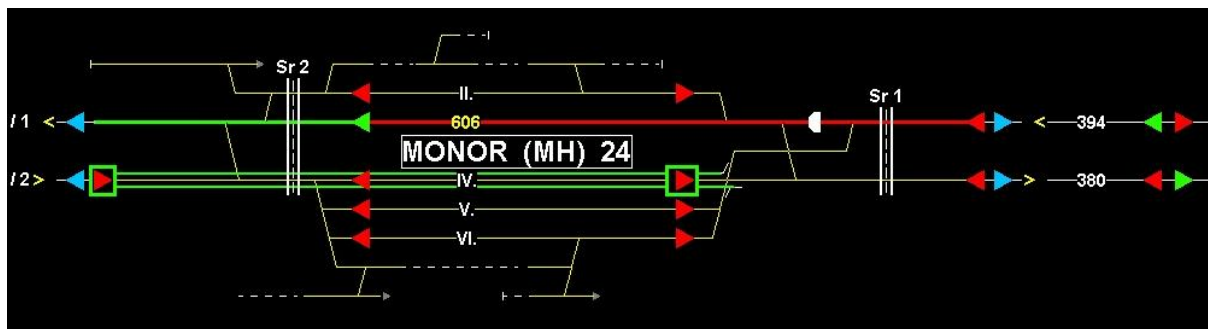 Sr 2
II.
Sr 1
/ 1 < 606 < 394
MONOR (MH) 24
/ 2 > IV. > 380
V.
VI.